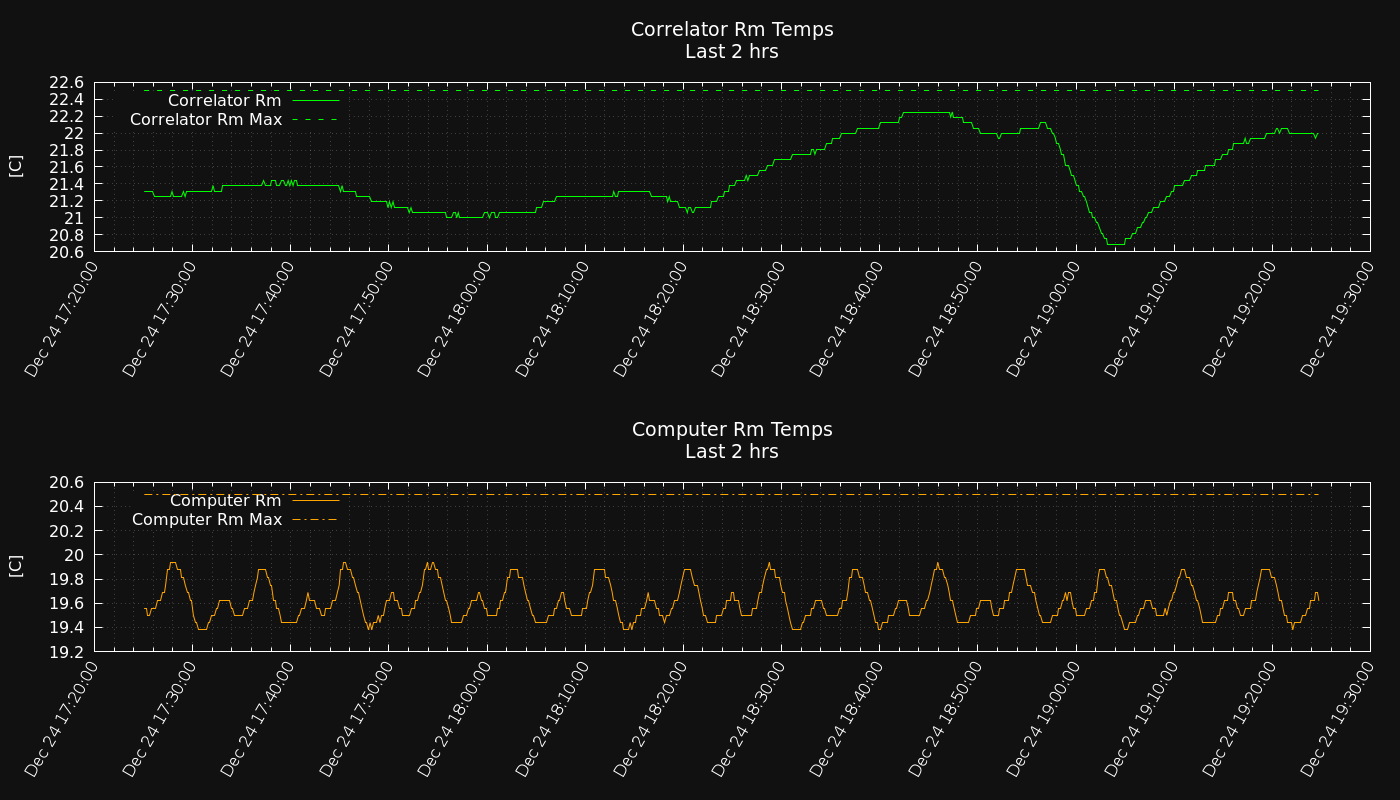 Correlator Rm Temps
Last 2 hrs
22.6
22.4
22.2
22
21.8
21.6
21.4
21.2
21
20.8
20.6
[C]
Correlator Rm
Correlator Rm Max
Dec 24 17:20:00
Dec 24 17:30:00
Dec 24 17:40:00
Dec 24 17:50:00
Dec 24 18:00:00
Dec 24 18:10:00
Dec 24 18:20:00
Dec 24 18:30:00
Dec 24 18:40:00
Dec 24 18:50:00
Dec 24 19:00:00
Dec 24 19:10:00
Dec 24 19:20:00
Dec 24 19:30:00
Computer Rm Temps
Last 2 hrs
20.6
20.4
20.2
20
19.8
19.6
19.4
19.2
[C]
Computer Rm
Computer Rm Max
Dec 24 17:20:00
Dec 24 17:30:00
Dec 24 17:40:00
Dec 24 17:50:00
Dec 24 18:00:00
Dec 24 18:10:00
Dec 24 18:20:00
Dec 24 18:30:00
Dec 24 18:40:00
Dec 24 18:50:00
Dec 24 19:00:00
Dec 24 19:10:00
Dec 24 19:20:00
Dec 24 19:30:00